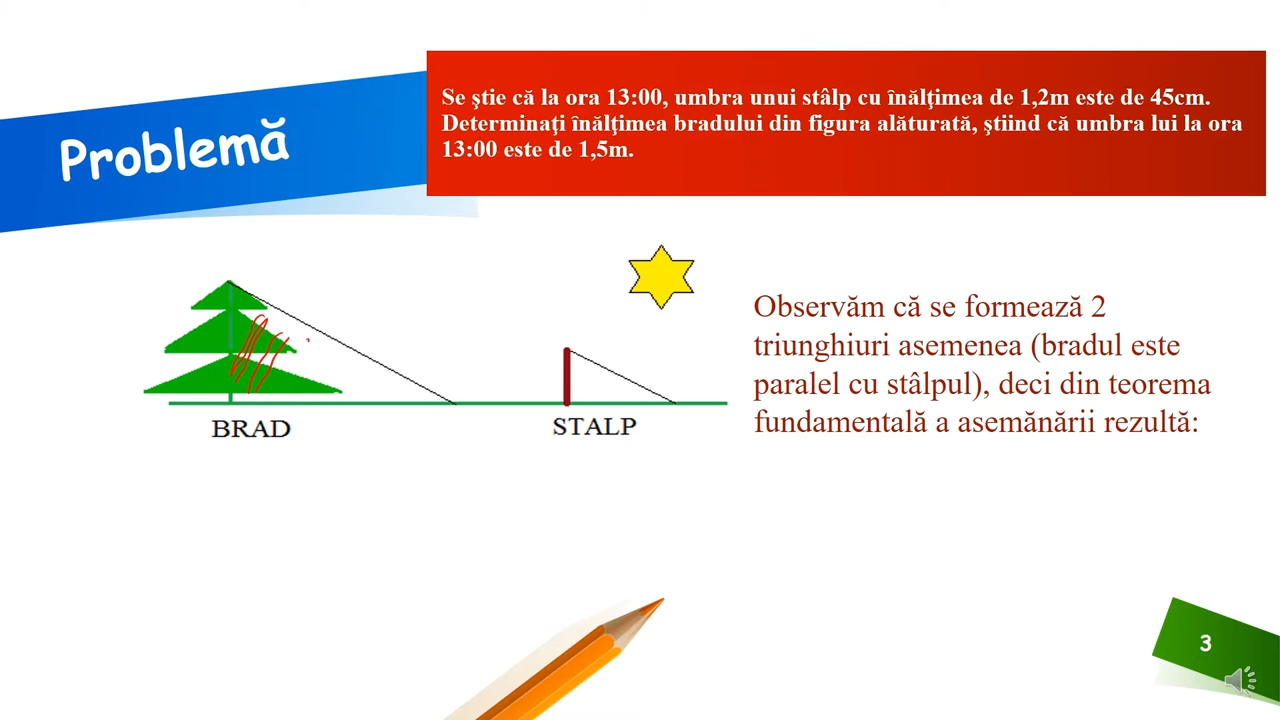 Problemă
Se ştie că la ora 13:00, umbra unui stâlp cu înălţimea de 1,2m este de 45cm.
Determinaţi înălţimea bradului din figura alăturată, ştiind că umbra lui la ora
13:00 este de 1,5m.
Observăm că se formează 2
triunghiuri asemenea (bradul este
paralel cu stâlpul), deci din teorema
fundamentală a asemănării rezultă:
BRAD
STALP
3